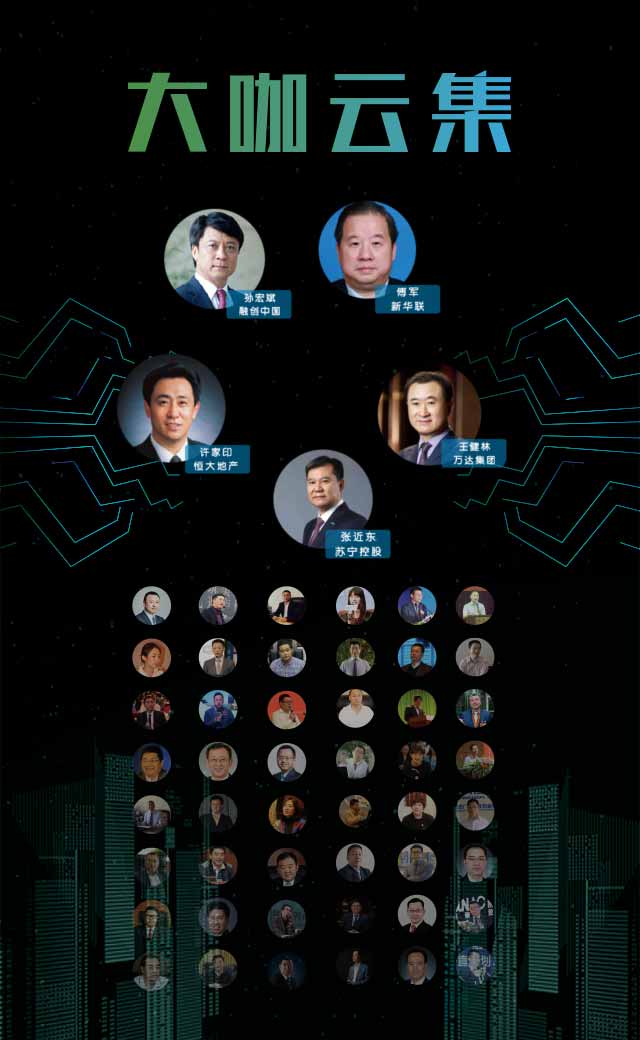 大咖云集
孙宏斌
融创中国
傅军
新华联
许家印
恒大地产
王健林
万达集团
张近东
苏宁控股